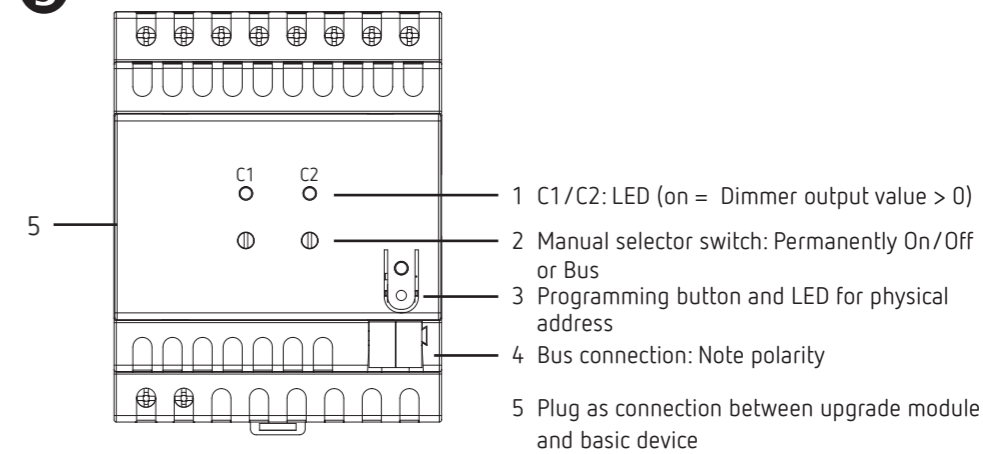 C1 C2
1 C1/C2: LED (on = Dimmer output value > 0)
5
2 Manual selector switch: Permanently On/Off
or Bus
3 Programming button and LED for physical
address
4 Bus connection: Note polarity
5 Plug as connection between upgrade module
and basic device